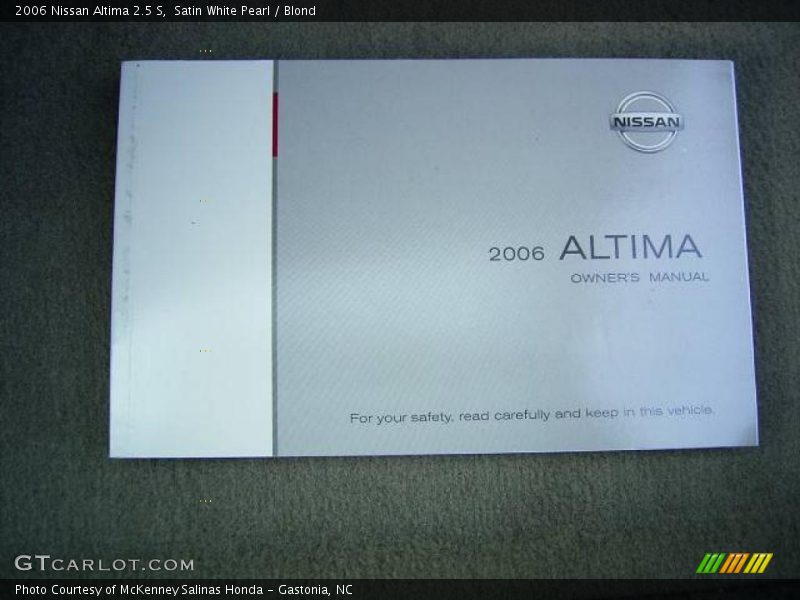 2006 Nissan Altima 2.5 S, Satin White Pearl / Blond
NISSAN
2006 ALTIMA
OWNER'S MANUAL
For your safety, read carefully and keep in this vehicle.
GTCARLOT.COM
Photo Courtesy of McKenney Salinas Honda - Gastonia, NC